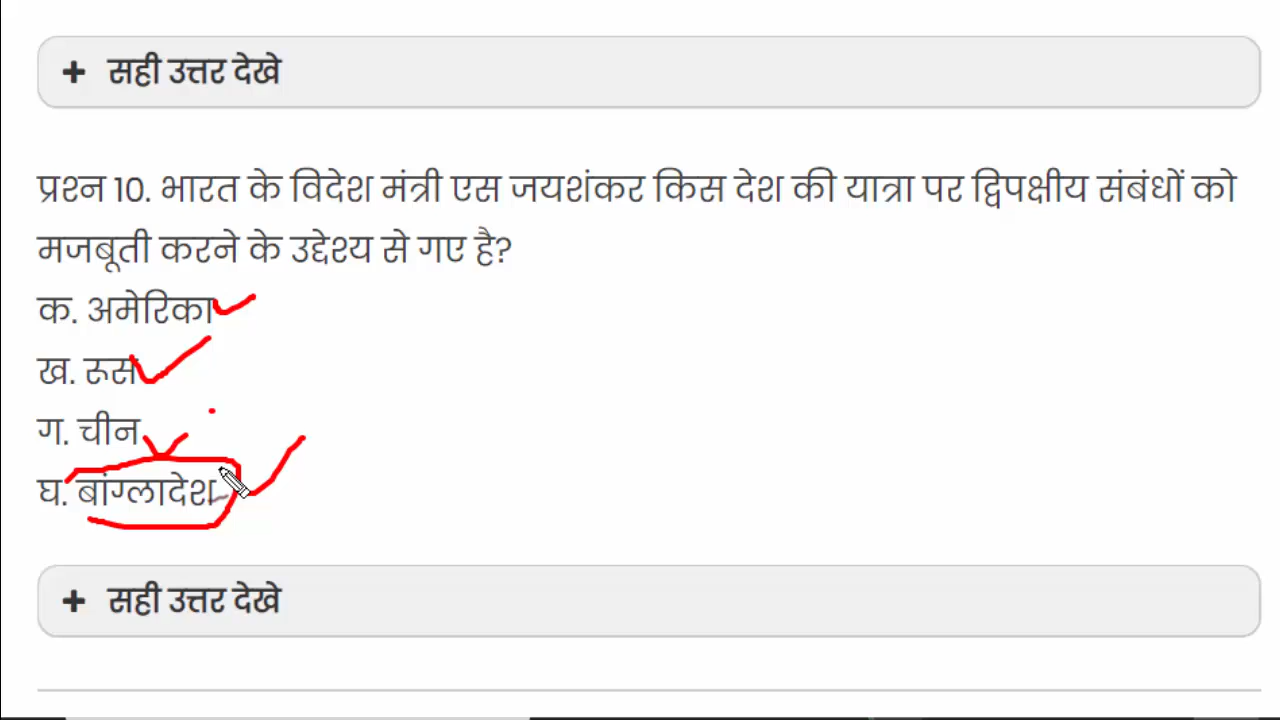 + सही उत्तर देखे
प्रश्न 10. भारत के विदेश मंत्री एस जयशंकर किस देश की यात्रा पर द्विपक्षीय संबंधों को
मजबूती करने के उद्देश्य से गए है?
क. अमेरिका
ख. रूस
ग. चीन
घ. बांग्लादेश
+ सही उत्तर देखे